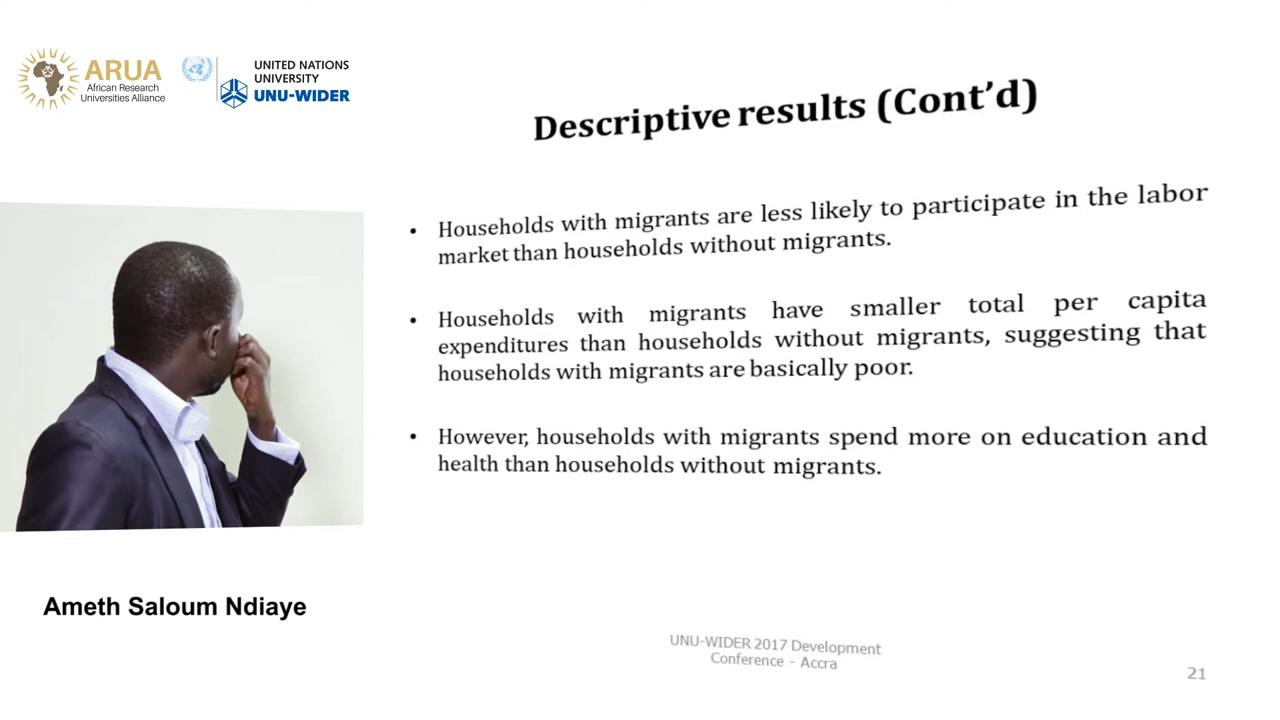 ARUA
African Research
Universities Alliance
UNITED NATIONS
UNIVERSITY
UNU-WIDER
Descriptive results (Cont’d)
• Households with migrants are less likely to participate in the labor
market than households without migrants.
• Households with migrants have smaller total per capita
expenditures than households without migrants, suggesting that
households with migrants are basically poor.
• However, households with migrants spend more on education and
health than households without migrants.
Ameth Saloum Ndiaye
UNU-WIDER 2017 Development
Conference - Accra
21